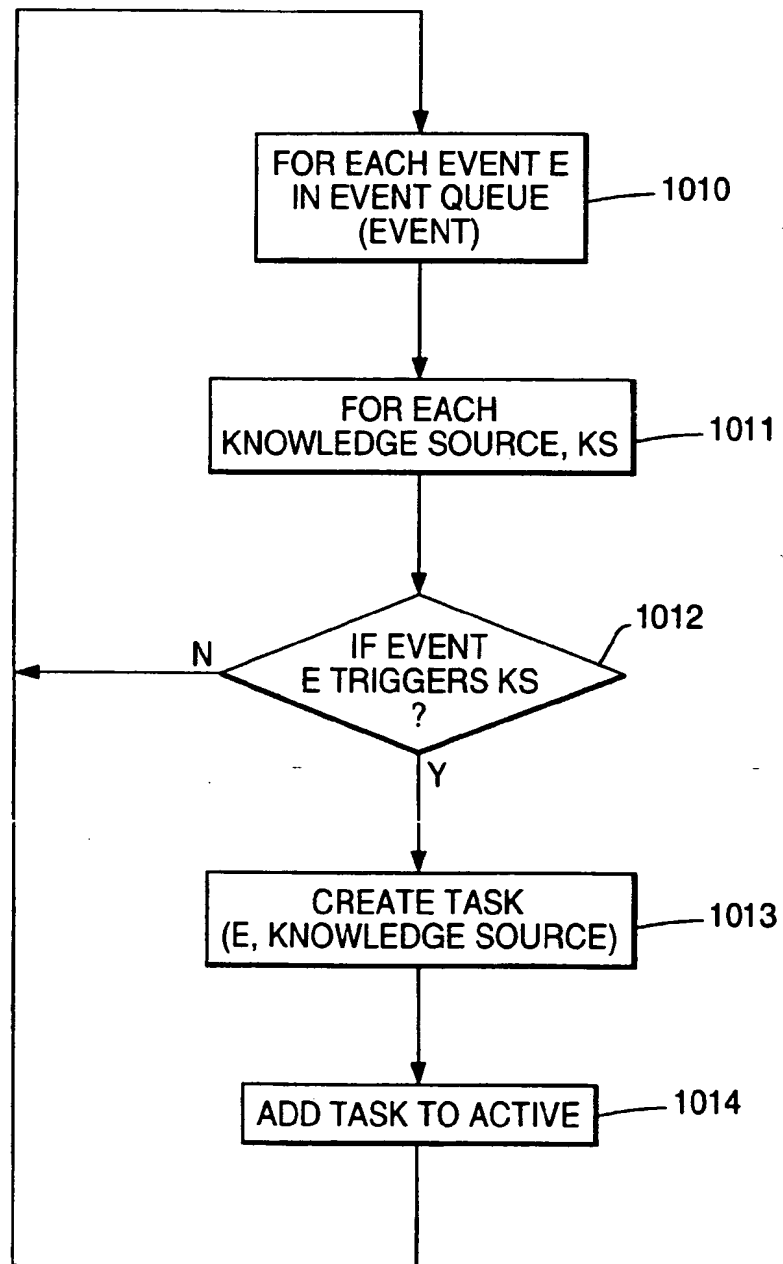 FOR EACH EVENT E
IN EVENT QUEUE
(EVENT)
1010
FOR EACH
KNOWLEDGE SOURCE, KS
1011
IF EVENT
E TRIGGERS KS
?
1012
N
Y
CREATE TASK
(E, KNOWLEDGE SOURCE)
1013
ADD TASK TO ACTIVE
1014